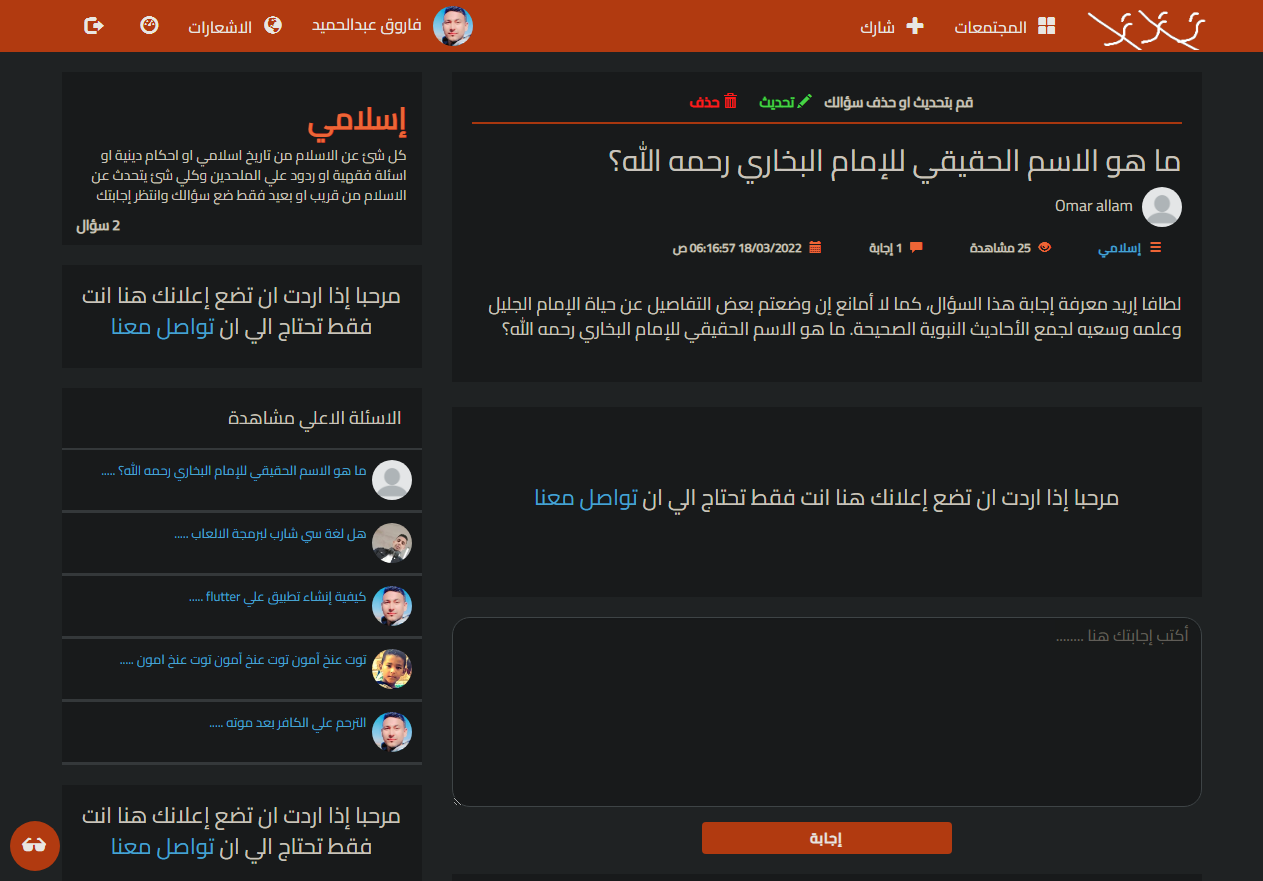 المجتمعات
شارك
فاروق عبدالحميد
الاشعارات
قم بتحديث او حذف سؤالك تحديث حذف
ما هو الاسم الحقيقي للإمام البخاري رحمه الله؟
Omar allam
إسلامي
25 مشاهدة
1 إجابة
18/03/2022 06:16:57 ص
لطافا إريد معرفة إجابة هذا السؤال، كما لا أمانع إن وضعتم بعض التفاصيل عن حياة الإمام الجليل
وعلمه وسعيه لجمع الأحاديث النبوية الصحيحة. ما هو الاسم الحقيقي للإمام البخاري رحمه الله؟
مرحبا إذا اردت ان تضع إعلانك هنا انت فقط تحتاج الي ان تواصل معنا
أكتب إجابتك هنا ........
إجابة
إسلامي
كل شئ عن الاسلام من تاريخ اسلامي او احكام دينية او
اسئلة فقهية او ردود علي الملحدين وكلي شئ يتحدث عن
الاسلام من قريب او بعيد فقط ضع سؤالك وانتظر إجابتك
2 سؤال
مرحبا إذا اردت ان تضع إعلانك هنا انت
فقط تحتاج الي ان تواصل معنا
الاسئلة الاعلي مشاهدة
ما هو الاسم الحقيقي للإمام البخاري رحمه الله؟ .....
هل لغة سي شارب لبرمجة الالعاب .....
كيفية إنشاء تطبيق علي flutter .....
توت عنخ آمون توت عنخ آمون توت عنخ امون .....
الترحم علي الكافر بعد موته .....
مرحبا إذا اردت ان تضع إعلانك هنا انت
فقط تحتاج الي ان تواصل معنا